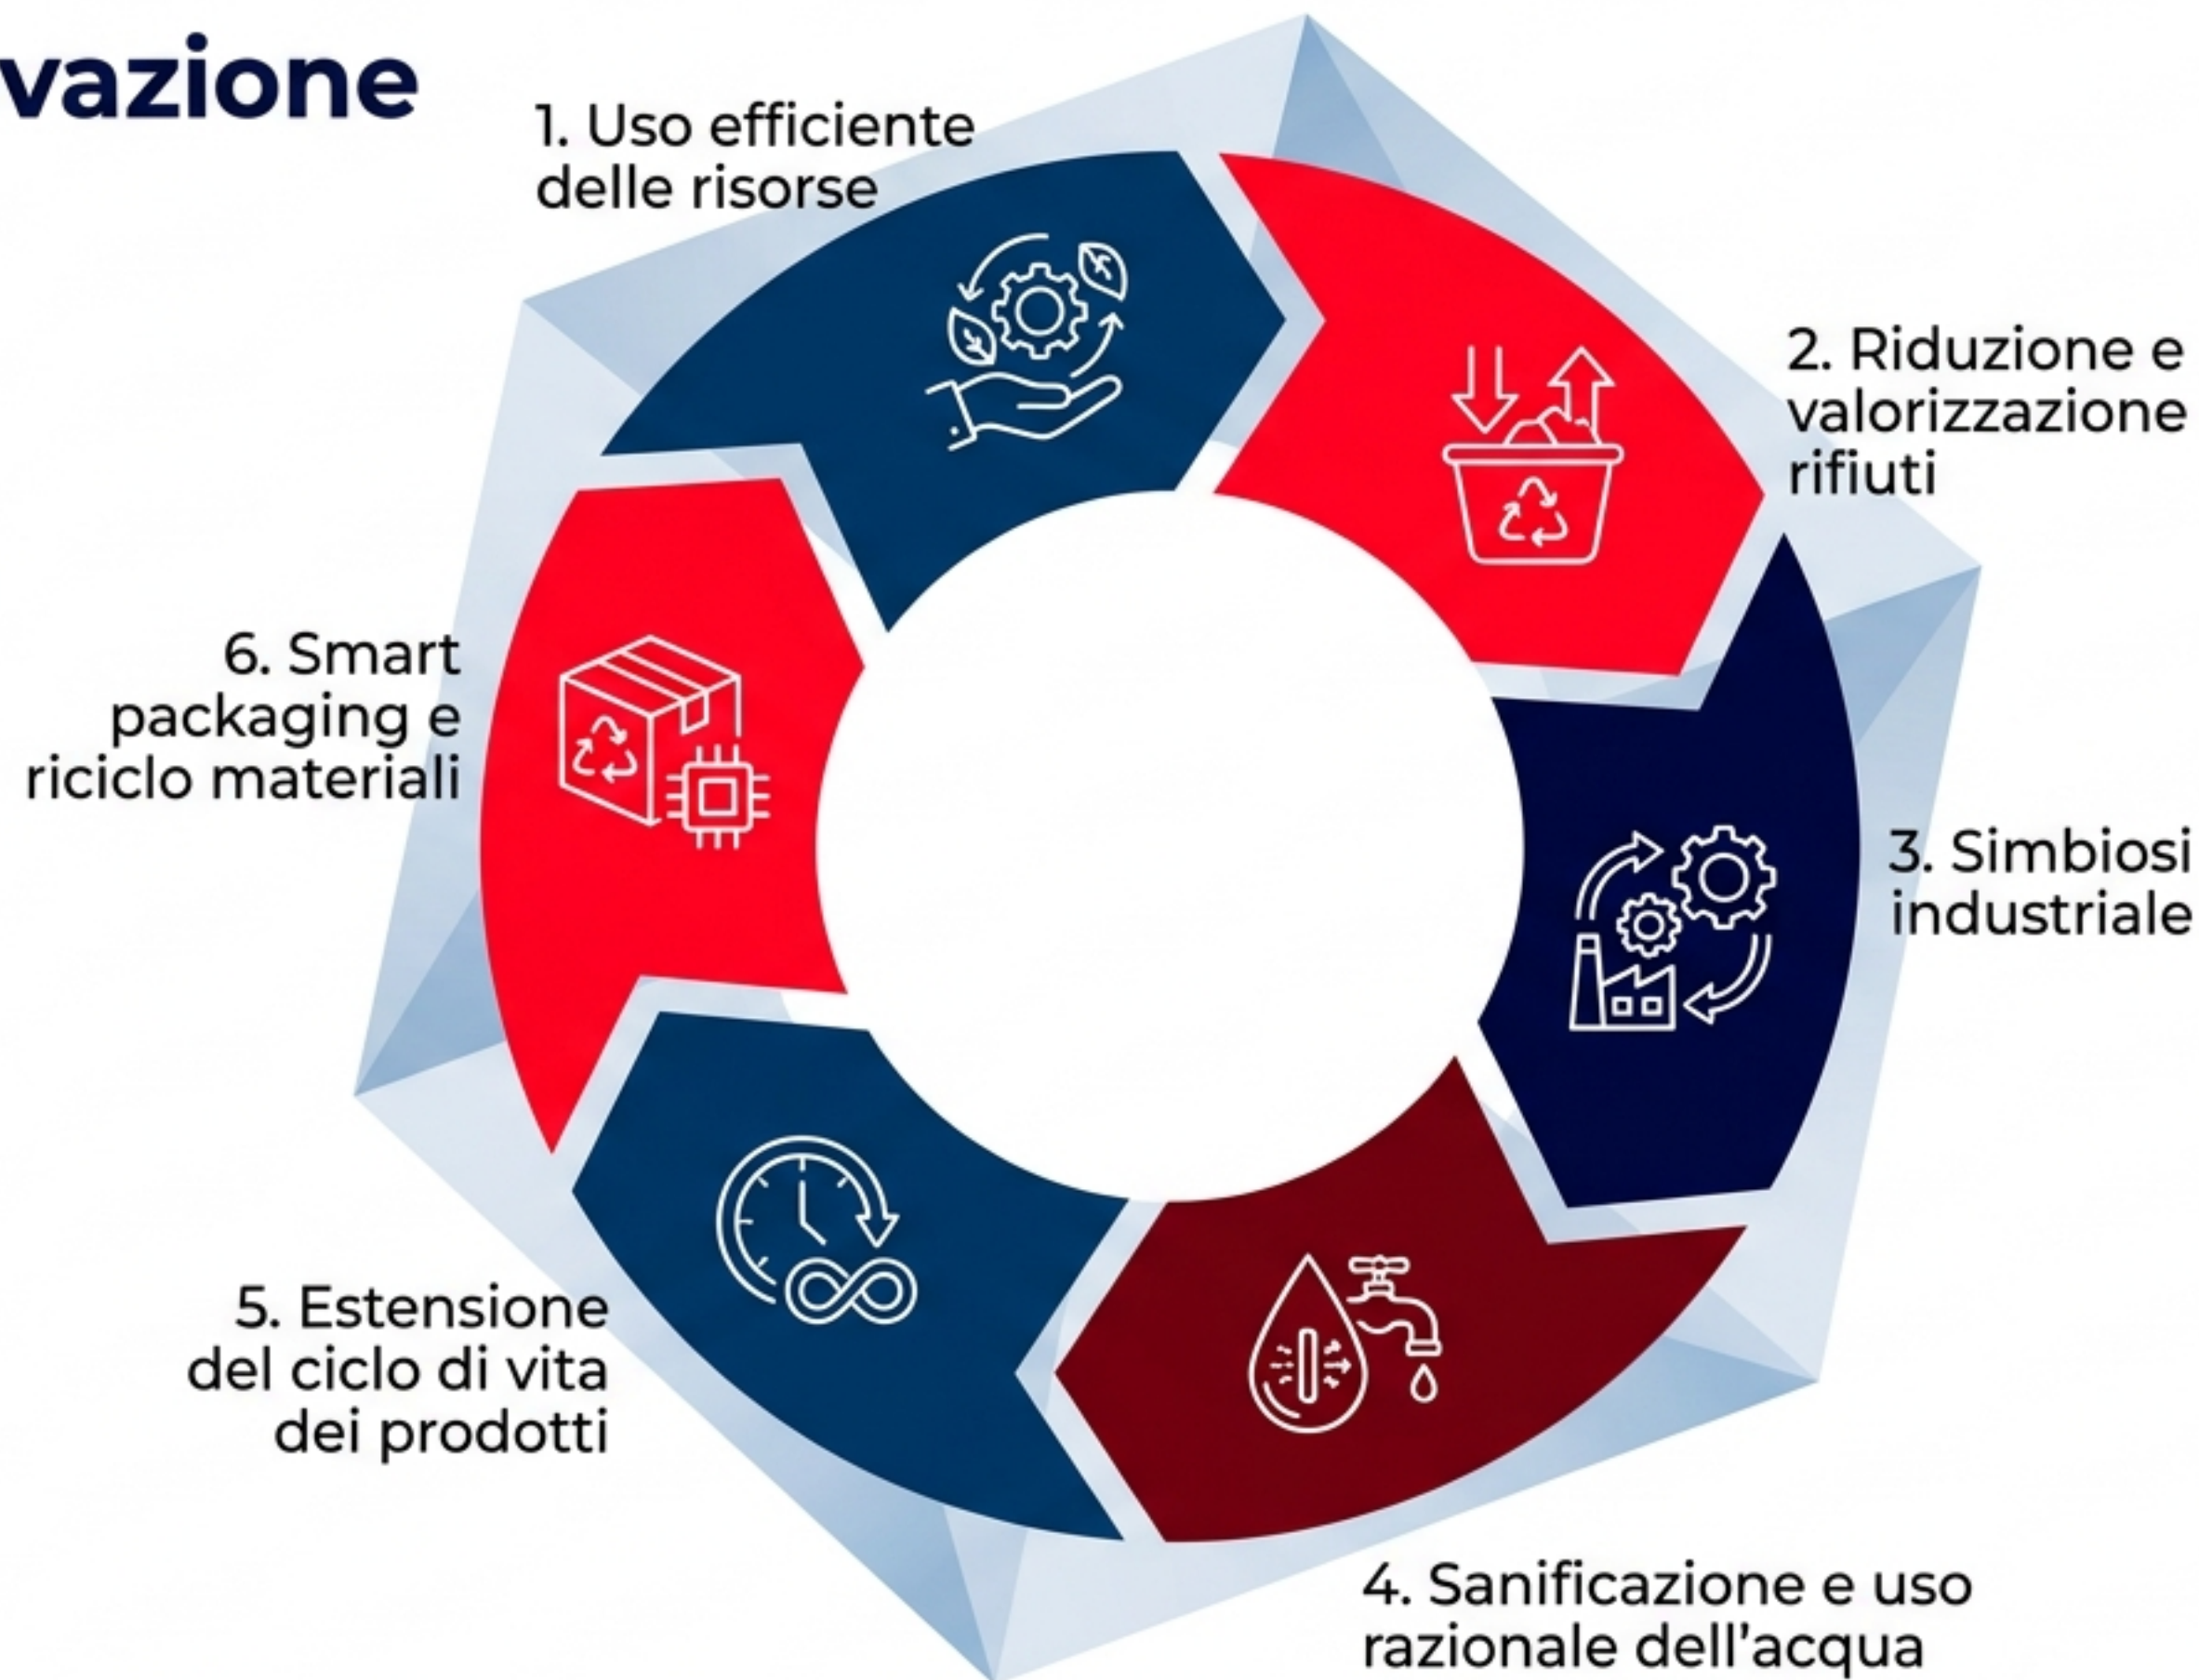 vazione
1. Uso efficiente
delle risorse
2. Riduzione e
valorizzazione
rifiuti
3. Simbiosi
industriale
4. Sanificazione e uso
razionale dell'acqua
5. Estensione
del ciclo di vita
dei prodotti
6. Smart
packaging e
riciclo materiali